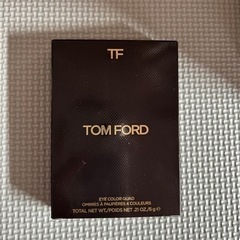 TF
TOM FORD
EYE COLOR QUAD
OMBRES À PAUPIÈRES 4 COULEURS
TOTAL NET WT./POIDS NET .21 OZ./6 g